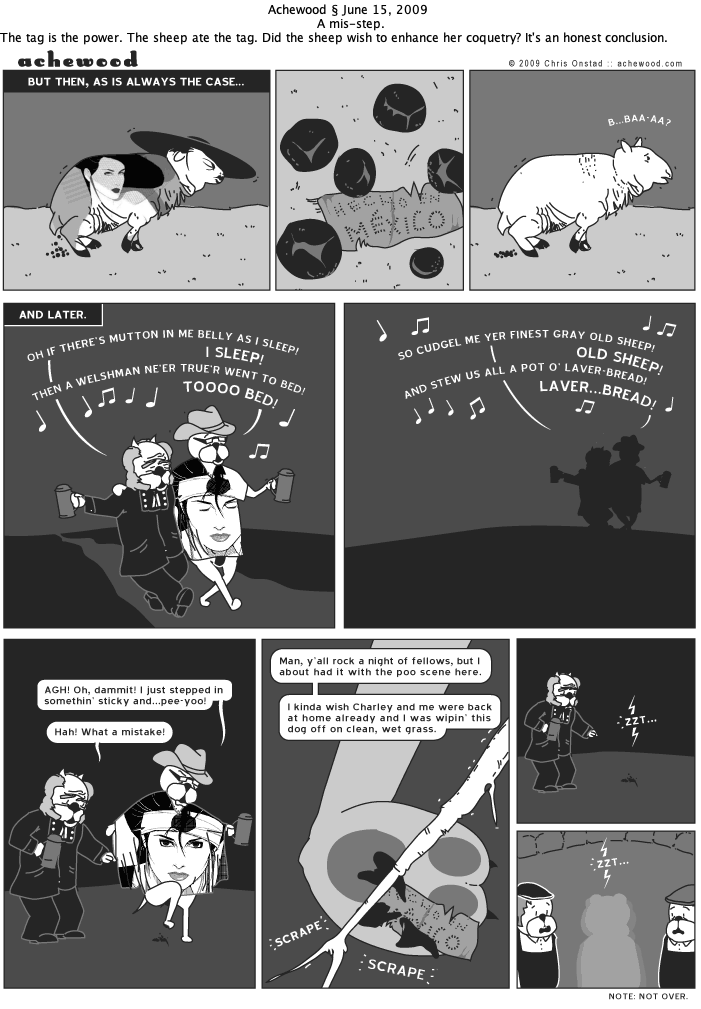 Achewood § June 15, 2009
A mis-step.
The tag is the power. The sheep ate the tag. Did the sheep wish to enhance her coquetry? It's an honest conclusion.
achewood
© 2009 Chris Onstad :: achewood.com
BUT THEN, AS IS ALWAYS THE CASE...
HECHO EN
MÉXICO
B...BAA-AA?
AND LATER.
OH IF THERE'S MUTTON IN ME BELLY AS I SLEEP!
I SLEEP!
THEN A WELSHMAN NE'ER TRUE'R WENT TO BED!
TOOOO BED!
SO CUDGEL ME YER FINEST GRAY OLD SHEEP!
OLD SHEEP!
AND STEW US ALL A POT O' LAVER-BREAD!
LAVER...BREAD!
AGH! Oh, dammit! I just stepped in
somethin' sticky and...pee-yoo!
Hah! What a mistake!
Man, y'all rock a night of fellows, but I
about had it with the poo scene here.
I kinda wish Charley and me were back
at home already and I was wipin' this
dog off on clean, wet grass.
SCRAPE
SCRAPE
ZZT...
ZZT...
NOTE: NOT OVER.